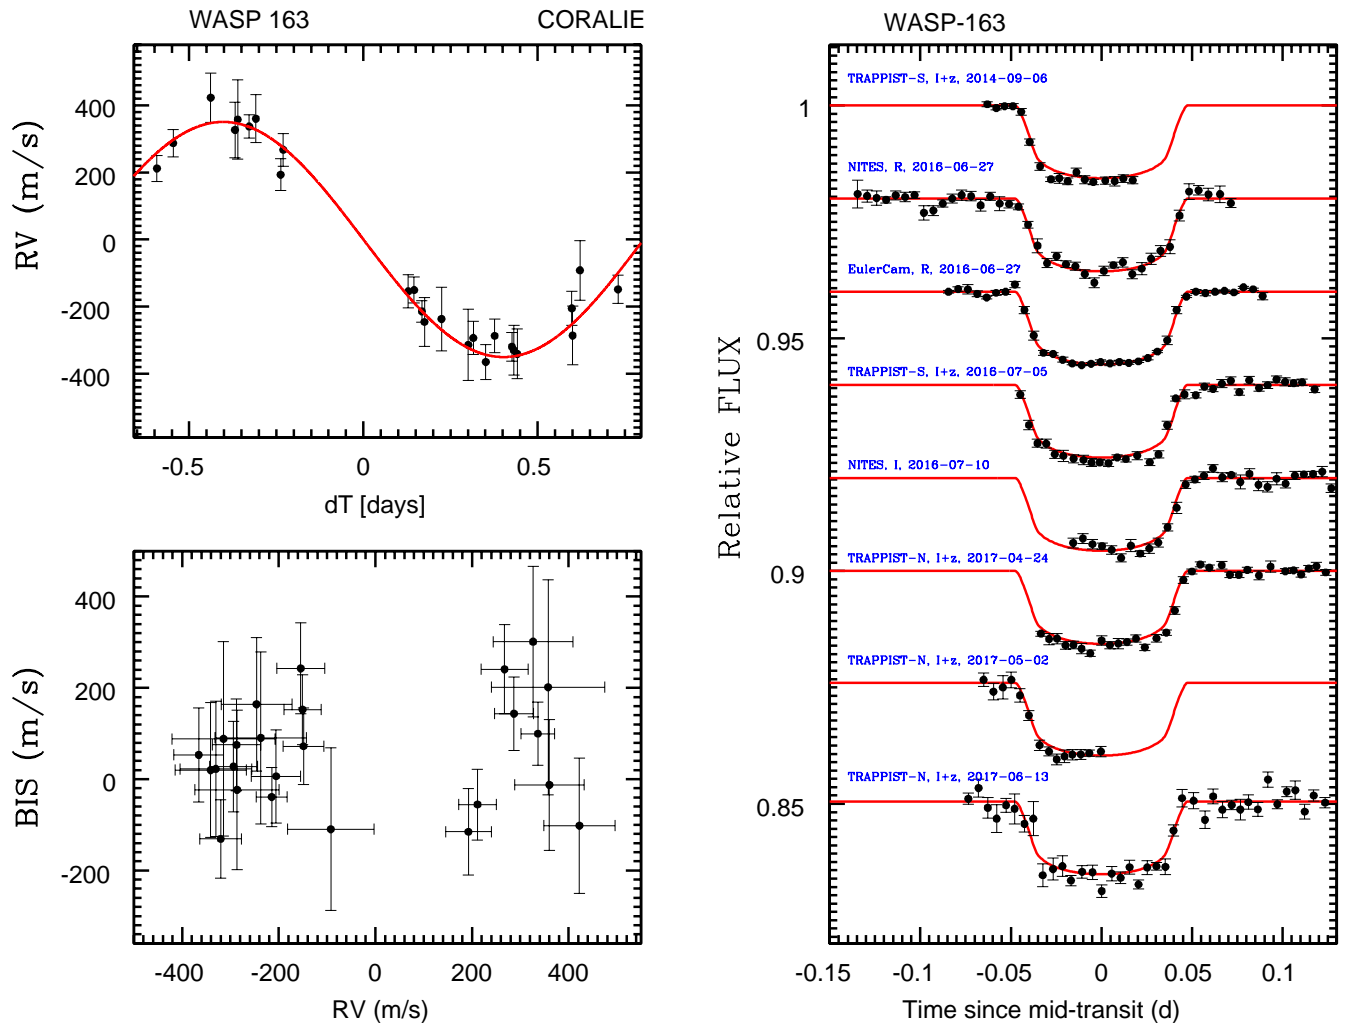 WASP 163
CORALIE
400
200
0
-200
-400
RV (m/s)
-0.5
0
0.5
dT [days]
400
200
0
-200
BIS (m/s)
-400
-200
0
200
400
RV (m/s)
WASP-163
1
0.95
0.9
0.85
Relative FLUX
TRAPPIST-S, I+z, 2014-09-06
NITES, R, 2016-06-27
EulerCam, R, 2016-06-27
TRAPPIST-S, I+z, 2016-07-05
NITES, I, 2016-07-10
TRAPPIST-N, I+z, 2017-04-24
TRAPPIST-N, I+z, 2017-05-02
TRAPPIST-N, I+z, 2017-06-13
-0.15
-0.1
-0.05
0
0.05
0.1
Time since mid-transit (d)